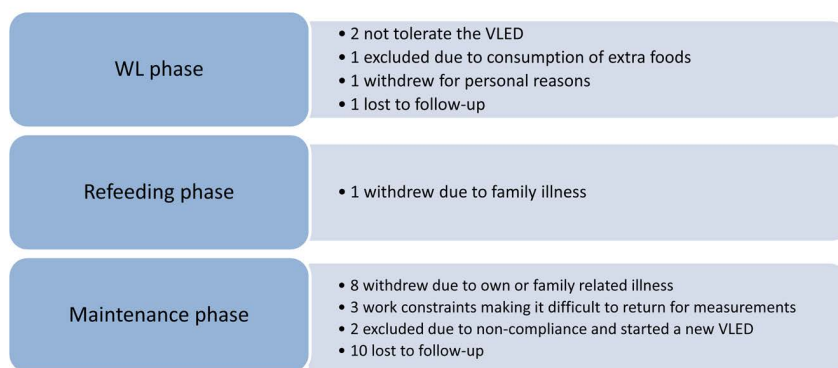 WL phase
• 2 not tolerate the VLED
• 1 excluded due to consumption of extra foods
• 1 withdrew for personal reasons
• 1 lost to follow-up
Refeeding phase
• 1 withdrew due to family illness
Maintenance phase
• 8 withdrew due to own or family related illness
• 3 work constraints making it difficult to return for measurements
• 2 excluded due to non-compliance and started a new VLED
• 10 lost to follow-up